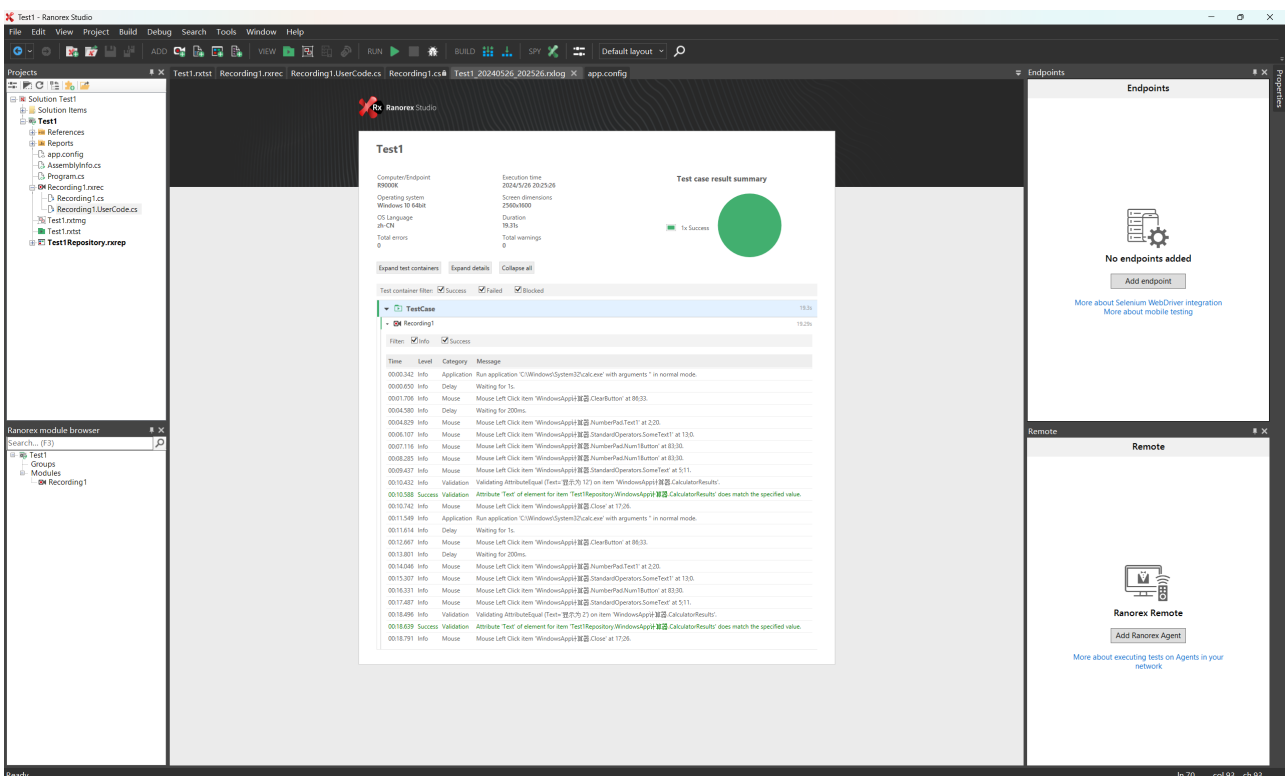 Test1 - Ranorex Studio
File Edit View Project Build Debug Search Tools Window Help
ADD VIEW RUN BUILD SPY Default layout
Projects
Solution Test1
Solution Items
Test1
References
Reports
app.config
AssemblyInfo.cs
Program.cs
Recording1.rxrec
Recording1.cs
Recording1.UserCode.cs
Test1.rxtmg
Test1.rxtst
Test1Repository.rxrep
Ranorex module browser
Search... (F3)
Test1
Groups
Modules
Recording1
Test1.rxtst Recording1.rxrec Recording1.UserCode.cs Recording1.cs Test1_20240526_202526.rxlog app.config
Rx Ranorex Studio
Test1
Computer/Endpoint
R9000K
Execution time
2024/5/26 20:25:26
Operating system
Windows 10 64bit
Screen dimensions
2560x1600
OS Language
zh-CN
Duration
19.31s
Total errors
0
Total warnings
0
Test case result summary
1x Success
Expand test containers Expand details Collapse all
Test container filter: Success Failed Blocked
TestCase 19.3s
Recording1 19.29s
Filter: Info Success
Time Level Category Message
00:00.342 Info Application Run application 'C:\Windows\System32\calc.exe' with arguments '' in normal mode.
00:00.650 Info Delay Waiting for 1s.
00:01.706 Info Mouse Mouse Left Click item 'WindowsApp计算器.ClearButton' at 86;33.
00:04.580 Info Delay Waiting for 200ms.
00:04.829 Info Mouse Mouse Left Click item 'WindowsApp计算器.NumberPad.Text1' at 2;20.
00:06.107 Info Mouse Mouse Left Click item 'WindowsApp计算器.StandardOperators.SomeText1' at 13;0.
00:07.116 Info Mouse Mouse Left Click item 'WindowsApp计算器.NumberPad.Num1Button' at 83;30.
00:08.285 Info Mouse Mouse Left Click item 'WindowsApp计算器.NumberPad.Num1Button' at 83;30.
00:09.437 Info Mouse Mouse Left Click item 'WindowsApp计算器.StandardOperators.SomeText' at 5;11.
00:10.432 Info Validation Validating AttributeEqual (Text='显示为 12') on item 'WindowsApp计算器.CalculatorResults'.
00:10.588 Success Validation Attribute 'Text' of element for item 'Test1Repository.WindowsApp计算器.CalculatorResults' does match the specified value.
00:10.742 Info Mouse Mouse Left Click item 'WindowsApp计算器.Close' at 17;26.
00:11.549 Info Application Run application 'C:\Windows\System32\calc.exe' with arguments '' in normal mode.
00:11.614 Info Delay Waiting for 1s.
00:12.667 Info Mouse Mouse Left Click item 'WindowsApp计算器.ClearButton' at 86;33.
00:13.801 Info Delay Waiting for 200ms.
00:14.046 Info Mouse Mouse Left Click item 'WindowsApp计算器.NumberPad.Text1' at 2;20.
00:15.307 Info Mouse Mouse Left Click item 'WindowsApp计算器.StandardOperators.SomeText1' at 13;0.
00:16.331 Info Mouse Mouse Left Click item 'WindowsApp计算器.NumberPad.Num1Button' at 83;30.
00:17.487 Info Mouse Mouse Left Click item 'WindowsApp计算器.StandardOperators.SomeText' at 5;11.
00:18.496 Info Validation Validating AttributeEqual (Text='显示为 2') on item 'WindowsApp计算器.CalculatorResults'.
00:18.639 Success Validation Attribute 'Text' of element for item 'Test1Repository.WindowsApp计算器.CalculatorResults' does match the specified value.
00:18.791 Info Mouse Mouse Left Click item 'WindowsApp计算器.Close' at 17;26.
Endpoints
Endpoints
No endpoints added
Add endpoint
More about Selenium WebDriver integration
More about mobile testing
Remote
Remote
Ranorex Remote
Add Ranorex Agent
More about executing tests on Agents in your
network
Properties
Ready
ln 70 col 93 ch 93